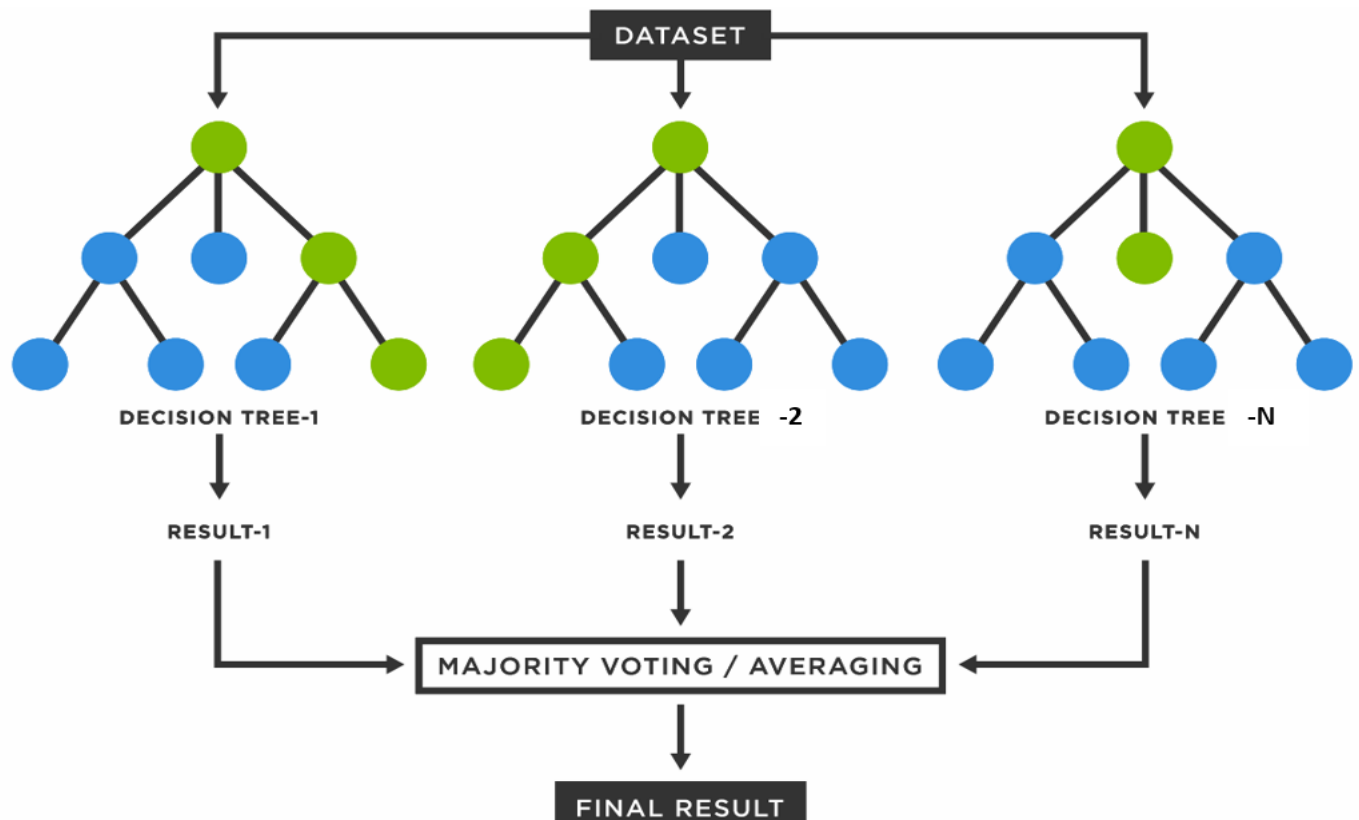 DATASET
DECISION TREE-1
DECISION TREE -2
DECISION TREE -N
RESULT-1
RESULT-2
RESULT-N
MAJORITY VOTING / AVERAGING
FINAL RESULT